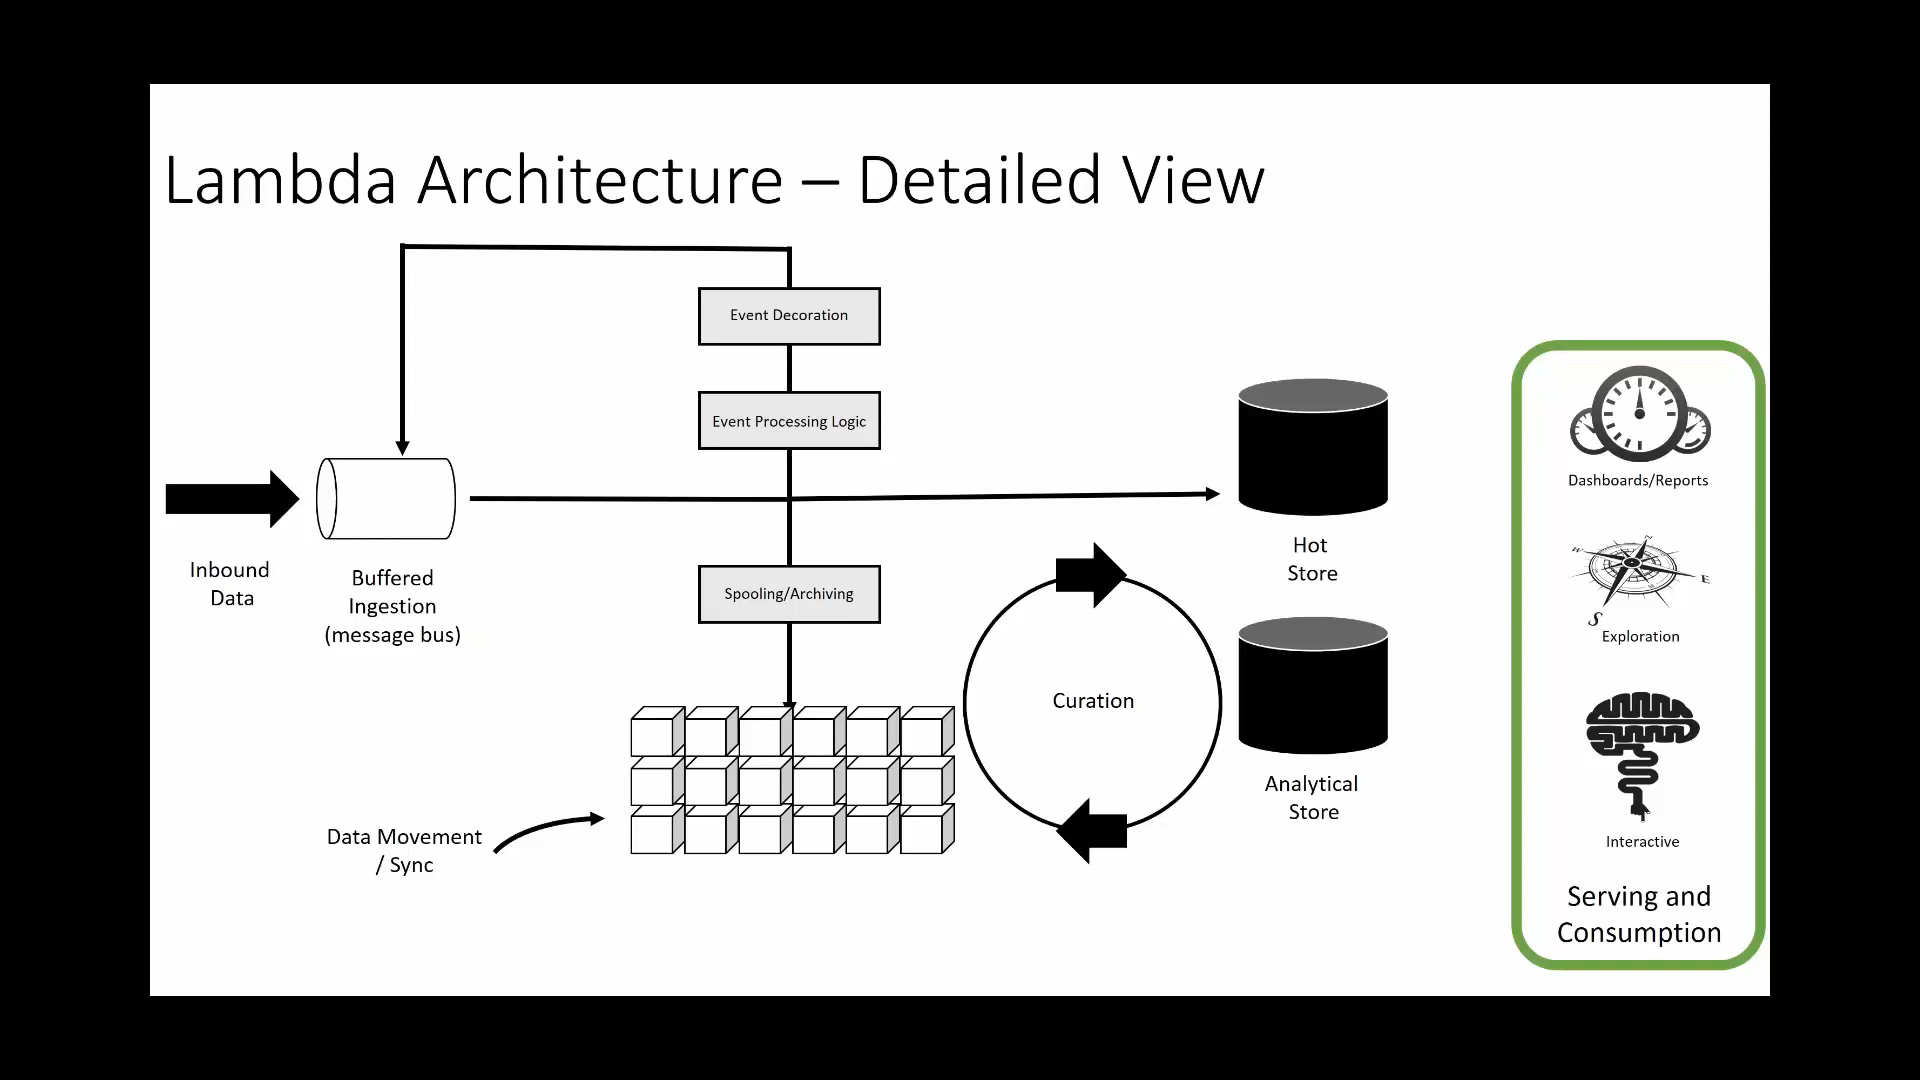 Lambda Architecture – Detailed View
Event Decoration
Event Processing Logic
Inbound
Data
Buffered
Ingestion
(message bus)
Spooling/Archiving
Data Movement
/ Sync
Curation
Hot
Store
Analytical
Store
Dashboards/Reports
N
W
E
S
Exploration
Interactive
Serving and
Consumption